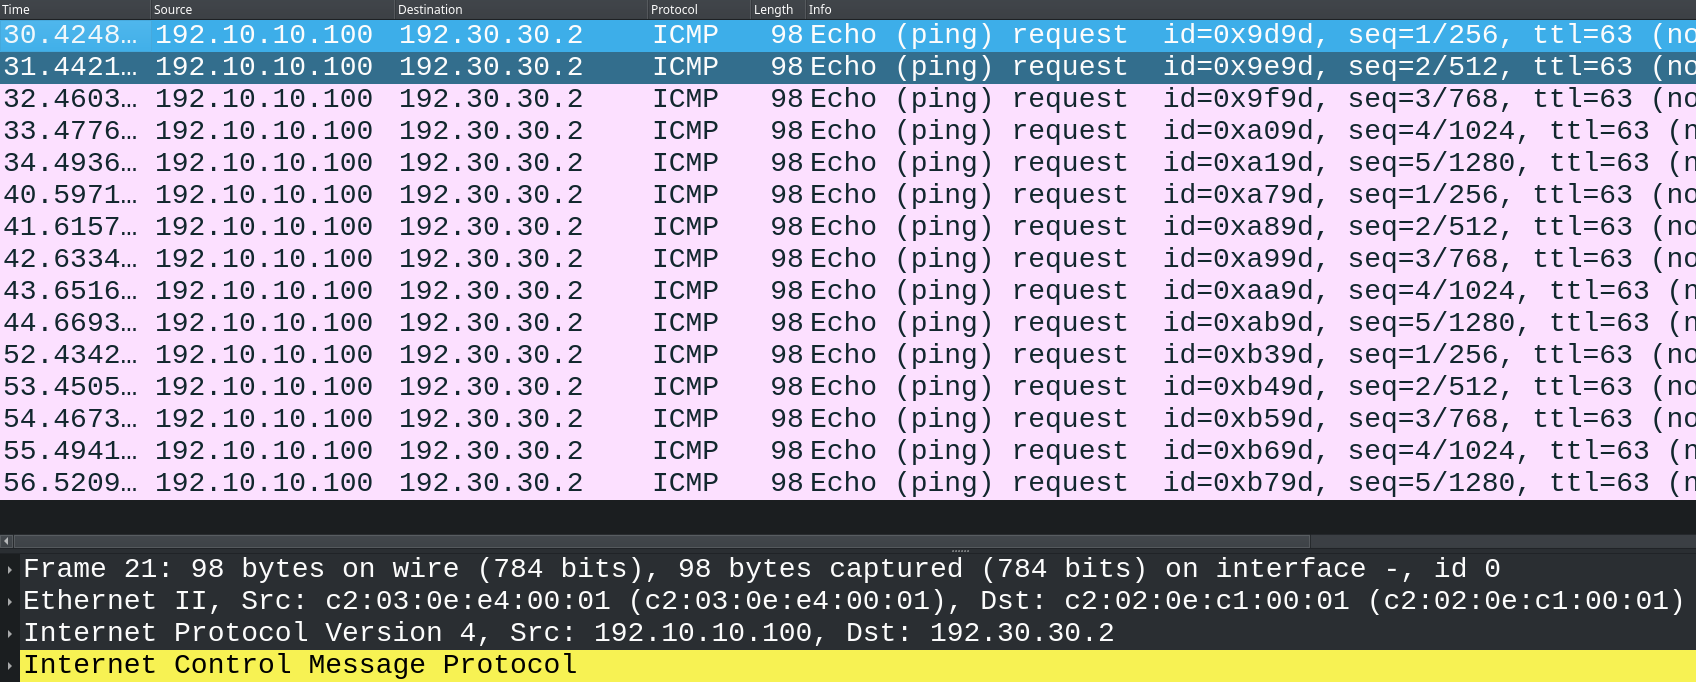 Time Source Destination Protocol Length Info
30.4248… 192.10.10.100 192.30.30.2 ICMP 98 Echo (ping) request id=0x9d9d, seq=1/256, ttl=63 (no
31.4421… 192.10.10.100 192.30.30.2 ICMP 98 Echo (ping) request id=0x9e9d, seq=2/512, ttl=63 (no
32.4603… 192.10.10.100 192.30.30.2 ICMP 98 Echo (ping) request id=0x9f9d, seq=3/768, ttl=63 (no
33.4776… 192.10.10.100 192.30.30.2 ICMP 98 Echo (ping) request id=0xa09d, seq=4/1024, ttl=63 (n
34.4936… 192.10.10.100 192.30.30.2 ICMP 98 Echo (ping) request id=0xa19d, seq=5/1280, ttl=63 (n
40.5971… 192.10.10.100 192.30.30.2 ICMP 98 Echo (ping) request id=0xa79d, seq=1/256, ttl=63 (no
41.6157… 192.10.10.100 192.30.30.2 ICMP 98 Echo (ping) request id=0xa89d, seq=2/512, ttl=63 (no
42.6334… 192.10.10.100 192.30.30.2 ICMP 98 Echo (ping) request id=0xa99d, seq=3/768, ttl=63 (no
43.6516… 192.10.10.100 192.30.30.2 ICMP 98 Echo (ping) request id=0xaa9d, seq=4/1024, ttl=63 (n
44.6693… 192.10.10.100 192.30.30.2 ICMP 98 Echo (ping) request id=0xab9d, seq=5/1280, ttl=63 (n
52.4342… 192.10.10.100 192.30.30.2 ICMP 98 Echo (ping) request id=0xb39d, seq=1/256, ttl=63 (no
53.4505… 192.10.10.100 192.30.30.2 ICMP 98 Echo (ping) request id=0xb49d, seq=2/512, ttl=63 (no
54.4673… 192.10.10.100 192.30.30.2 ICMP 98 Echo (ping) request id=0xb59d, seq=3/768, ttl=63 (no
55.4941… 192.10.10.100 192.30.30.2 ICMP 98 Echo (ping) request id=0xb69d, seq=4/1024, ttl=63 (n
56.5209… 192.10.10.100 192.30.30.2 ICMP 98 Echo (ping) request id=0xb79d, seq=5/1280, ttl=63 (n
Frame 21: 98 bytes on wire (784 bits), 98 bytes captured (784 bits) on interface -, id 0
Ethernet II, Src: c2:03:0e:e4:00:01 (c2:03:0e:e4:00:01), Dst: c2:02:0e:c1:00:01 (c2:02:0e:c1:00:01)
Internet Protocol Version 4, Src: 192.10.10.100, Dst: 192.30.30.2
Internet Control Message Protocol